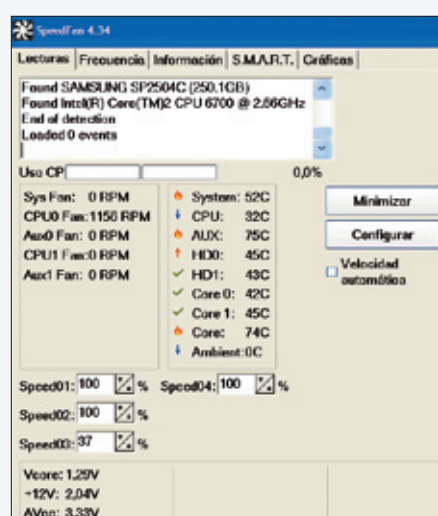 SpeedFan 4.34
Lecturas Frecuencia Información S.M.A.R.T. Gráficas
Found SAMSUNG SP2504C (250.1GB)
Found Intel(R) Core(TM)2 CPU 6700 @ 2.66GHz
End of detection
Loaded 0 events
Uso CP 0,0%
Sys Fan: 0 RPM System: 52C Minimizar
CPU0 Fan: 1156 RPM CPU: 32C
Aux0 Fan: 0 RPM AUX: 75C Configurar
CPU1 Fan: 0 RPM HD0: 45C
Aux1 Fan: 0 RPM HD1: 43C Velocidad automática
Core 0: 42C
Core 1: 45C
Core: 74C
Ambient: 0C
Speed01: 100 % Speed04: 100 %
Speed02: 100 %
Speed03: 37 %
Vcore: 1,29V
+12V: 2,04V
AVcc: 3,33V